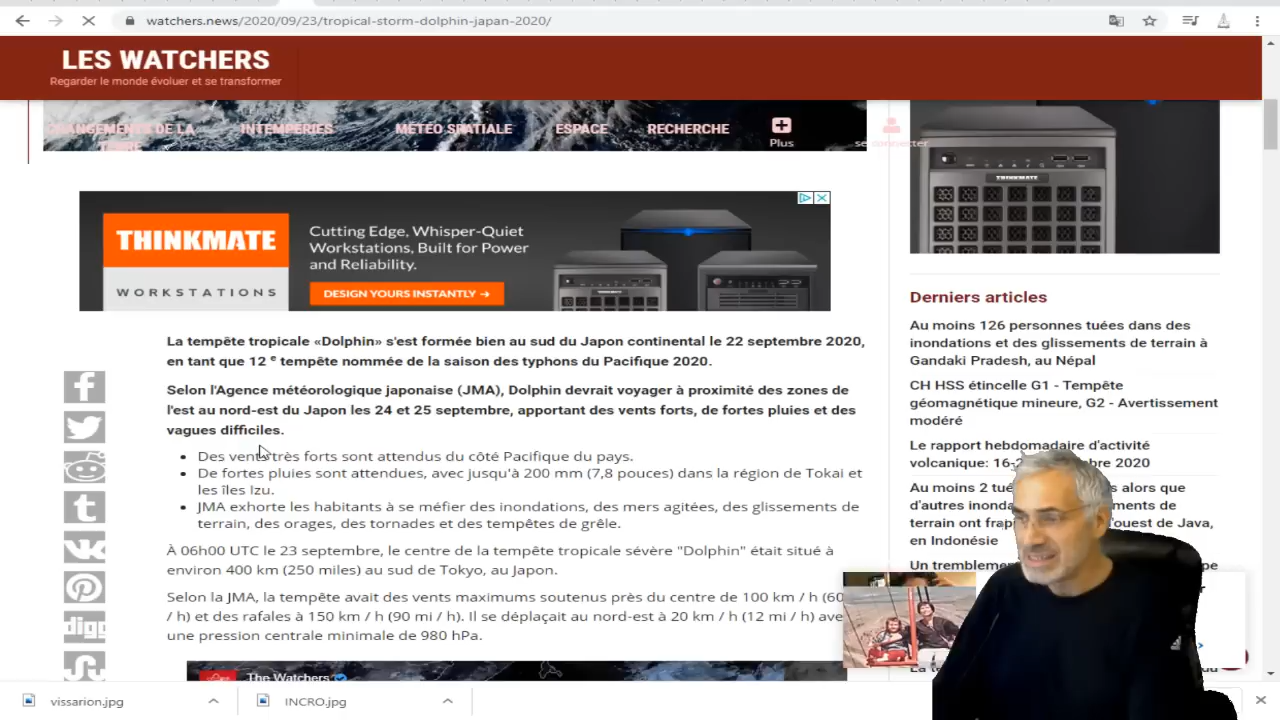 watchers.news/2020/09/23/tropical-storm-dolphin-japan-2020/
LES WATCHERS
Regarder le monde évoluer et se transformer
CHANGEMENTS DE LA
TERRE
INTEMPÉRIES
MÉTÉO SPATIALE
ESPACE
RECHERCHE
Plus
se connecter
THINKMATE
WORKSTATIONS
Cutting Edge, Whisper-Quiet
Workstations, Built for Power
and Reliability.
DESIGN YOURS INSTANTLY →
THINKMATE
La tempête tropicale «Dolphin» s'est formée bien au sud du Japon continental le 22 septembre 2020,
en tant que 12 e tempête nommée de la saison des typhons du Pacifique 2020.
Selon l'Agence météorologique japonaise (JMA), Dolphin devrait voyager à proximité des zones de
l'est au nord-est du Japon les 24 et 25 septembre, apportant des vents forts, de fortes pluies et des
vagues difficiles.
Des vents très forts sont attendus du côté Pacifique du pays.
De fortes pluies sont attendues, avec jusqu'à 200 mm (7,8 pouces) dans la région de Tokai et
les îles Izu.
JMA exhorte les habitants à se méfier des inondations, des mers agitées, des glissements de
terrain, des orages, des tornades et des tempêtes de grêle.
À 06h00 UTC le 23 septembre, le centre de la tempête tropicale sévère "Dolphin" était situé à
environ 400 km (250 miles) au sud de Tokyo, au Japon.
Selon la JMA, la tempête avait des vents maximums soutenus près du centre de 100 km / h (60
/ h) et des rafales à 150 km / h (90 mi / h). Il se déplaçait au nord-est à 20 km / h (12 mi / h)
une pression centrale minimale de 980 hPa.
The Watchers
Derniers articles
Au moins 126 personnes tuées dans des
inondations et des glissements de terrain à
Gandaki Pradesh, au Népal
CH HSS étincelle G1 - Tempête
géomagnétique mineure, G2 - Avertissement
modéré
Le rapport hebdomadaire d'activité
volcanique: 2020
Au moins 2 alors que
d'autres de
terrain ont de Java,
en Indonésie
Un
digg
vissarion.jpg
INCRO.jpg